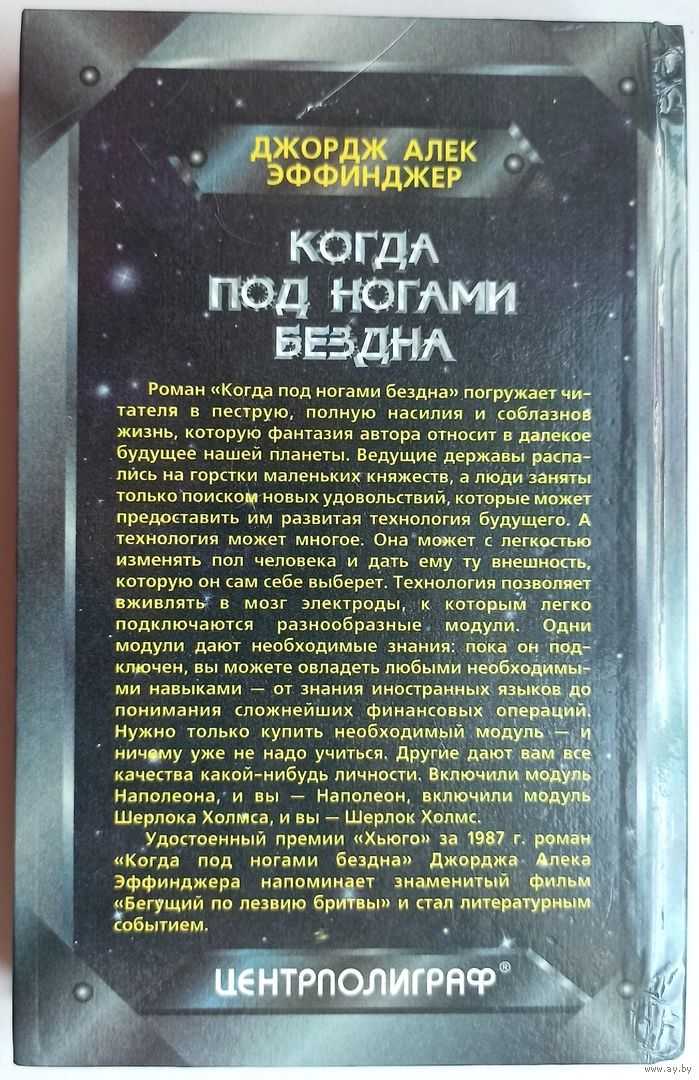 ДЖОРДЖ АЛЕК
ЭФФИНДЖЕР
КОГДА
ПОД НОГАМИ
БЕЗДНА
Роман «Когда под ногами бездна» погружает чи-
тателя в пеструю, полную насилия и соблазнов
жизнь, которую фантазия автора относит в далекое
будущее нашей планеты. Ведущие державы распа-
лись на горстки маленьких княжеств, а люди заняты
только поиском новых удовольствий, которые может
предоставить им развитая технология будущего. А
технология может многое. Она может с легкостью
изменять пол человека и дать ему ту внешность,
которую он сам себе выберет. Технология позволяет
вживлять в мозг электроды, к которым легко
подключаются разнообразные модули. Одни
модули дают необходимые знания: пока он под-
ключен, вы можете овладеть любыми необходимы-
ми навыками — от знания иностранных языков до
понимания сложнейших финансовых операций.
Нужно только купить необходимый модуль — и
ничему уже не надо учиться. Другие дают вам все
качества какой-нибудь личности. Включили модуль
Наполеона, и вы — Наполеон, включили модуль
Шерлока Холмса, и вы — Шерлок Холмс.
Удостоенный премии «Хьюго» за 1987 г. роман
«Когда под ногами бездна» Джорджа Алека
Эффинджера напоминает знаменитый фильм
«Бегущий по лезвию бритвы» и стал литературным
событием.
ЦЕНТРПОЛИГРАФ®
www.ay.by